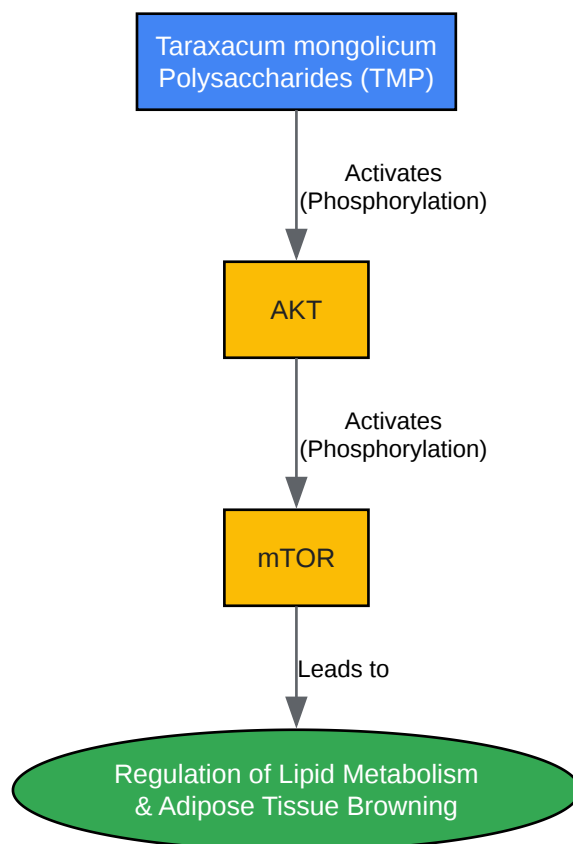 Taraxacum mongolicum
Polysaccharides (TMP)
Activates
(Phosphorylation)
AKT
Activates
(Phosphorylation)
mTOR
Leads to
Regulation of Lipid Metabolism
& Adipose Tissue Browning